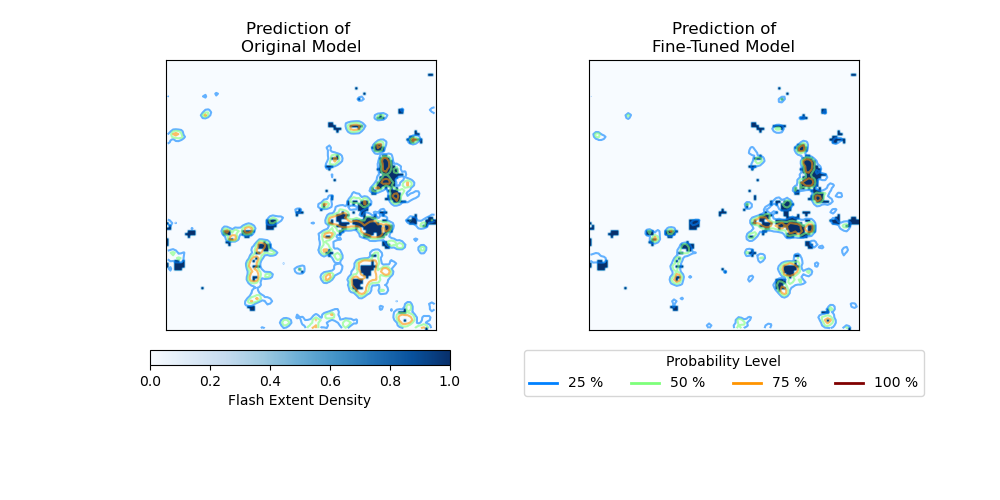 Prediction of
Original Model
Prediction of
Fine-Tuned Model
0.0 0.2 0.4 0.6 0.8 1.0
Flash Extent Density
Probability Level
25 % 50 % 75 % 100 %